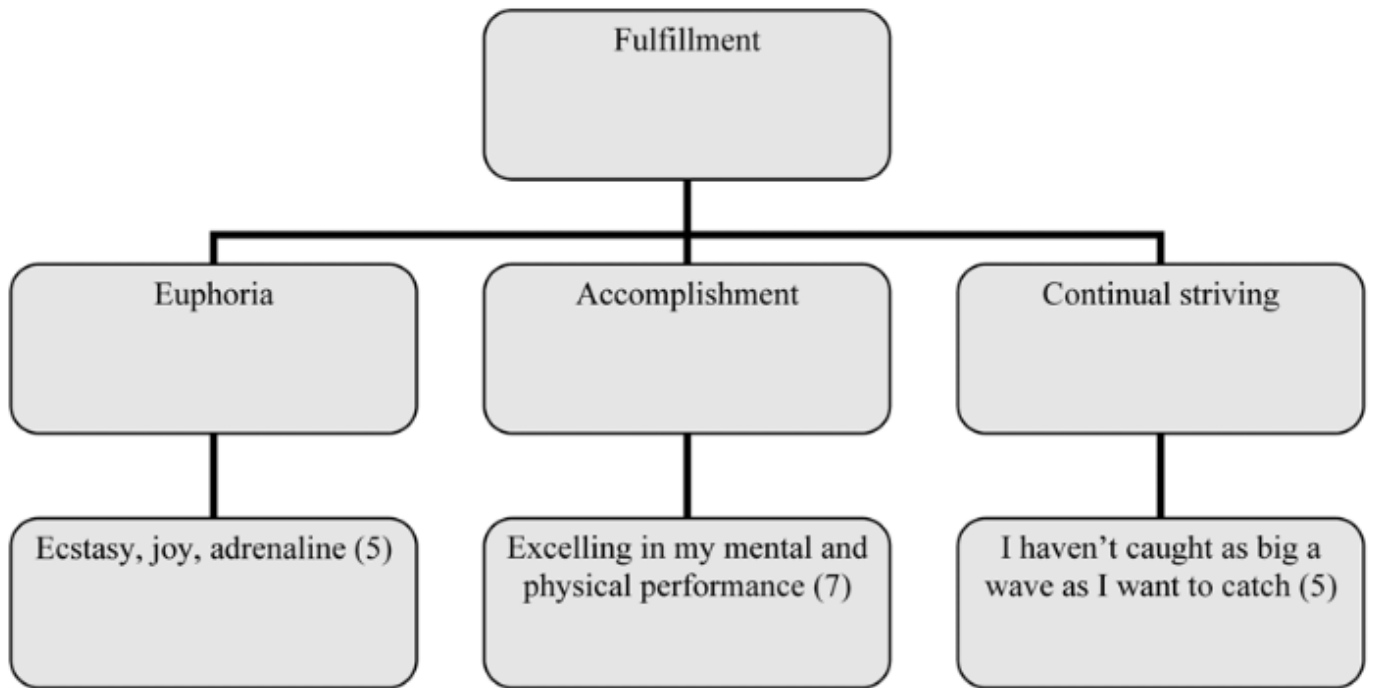 Fulfillment
Euphoria
Accomplishment
Continual striving
Ecstasy, joy, adrenaline (5)
Excelling in my mental and
physical performance (7)
I haven’t caught as big a
wave as I want to catch (5)